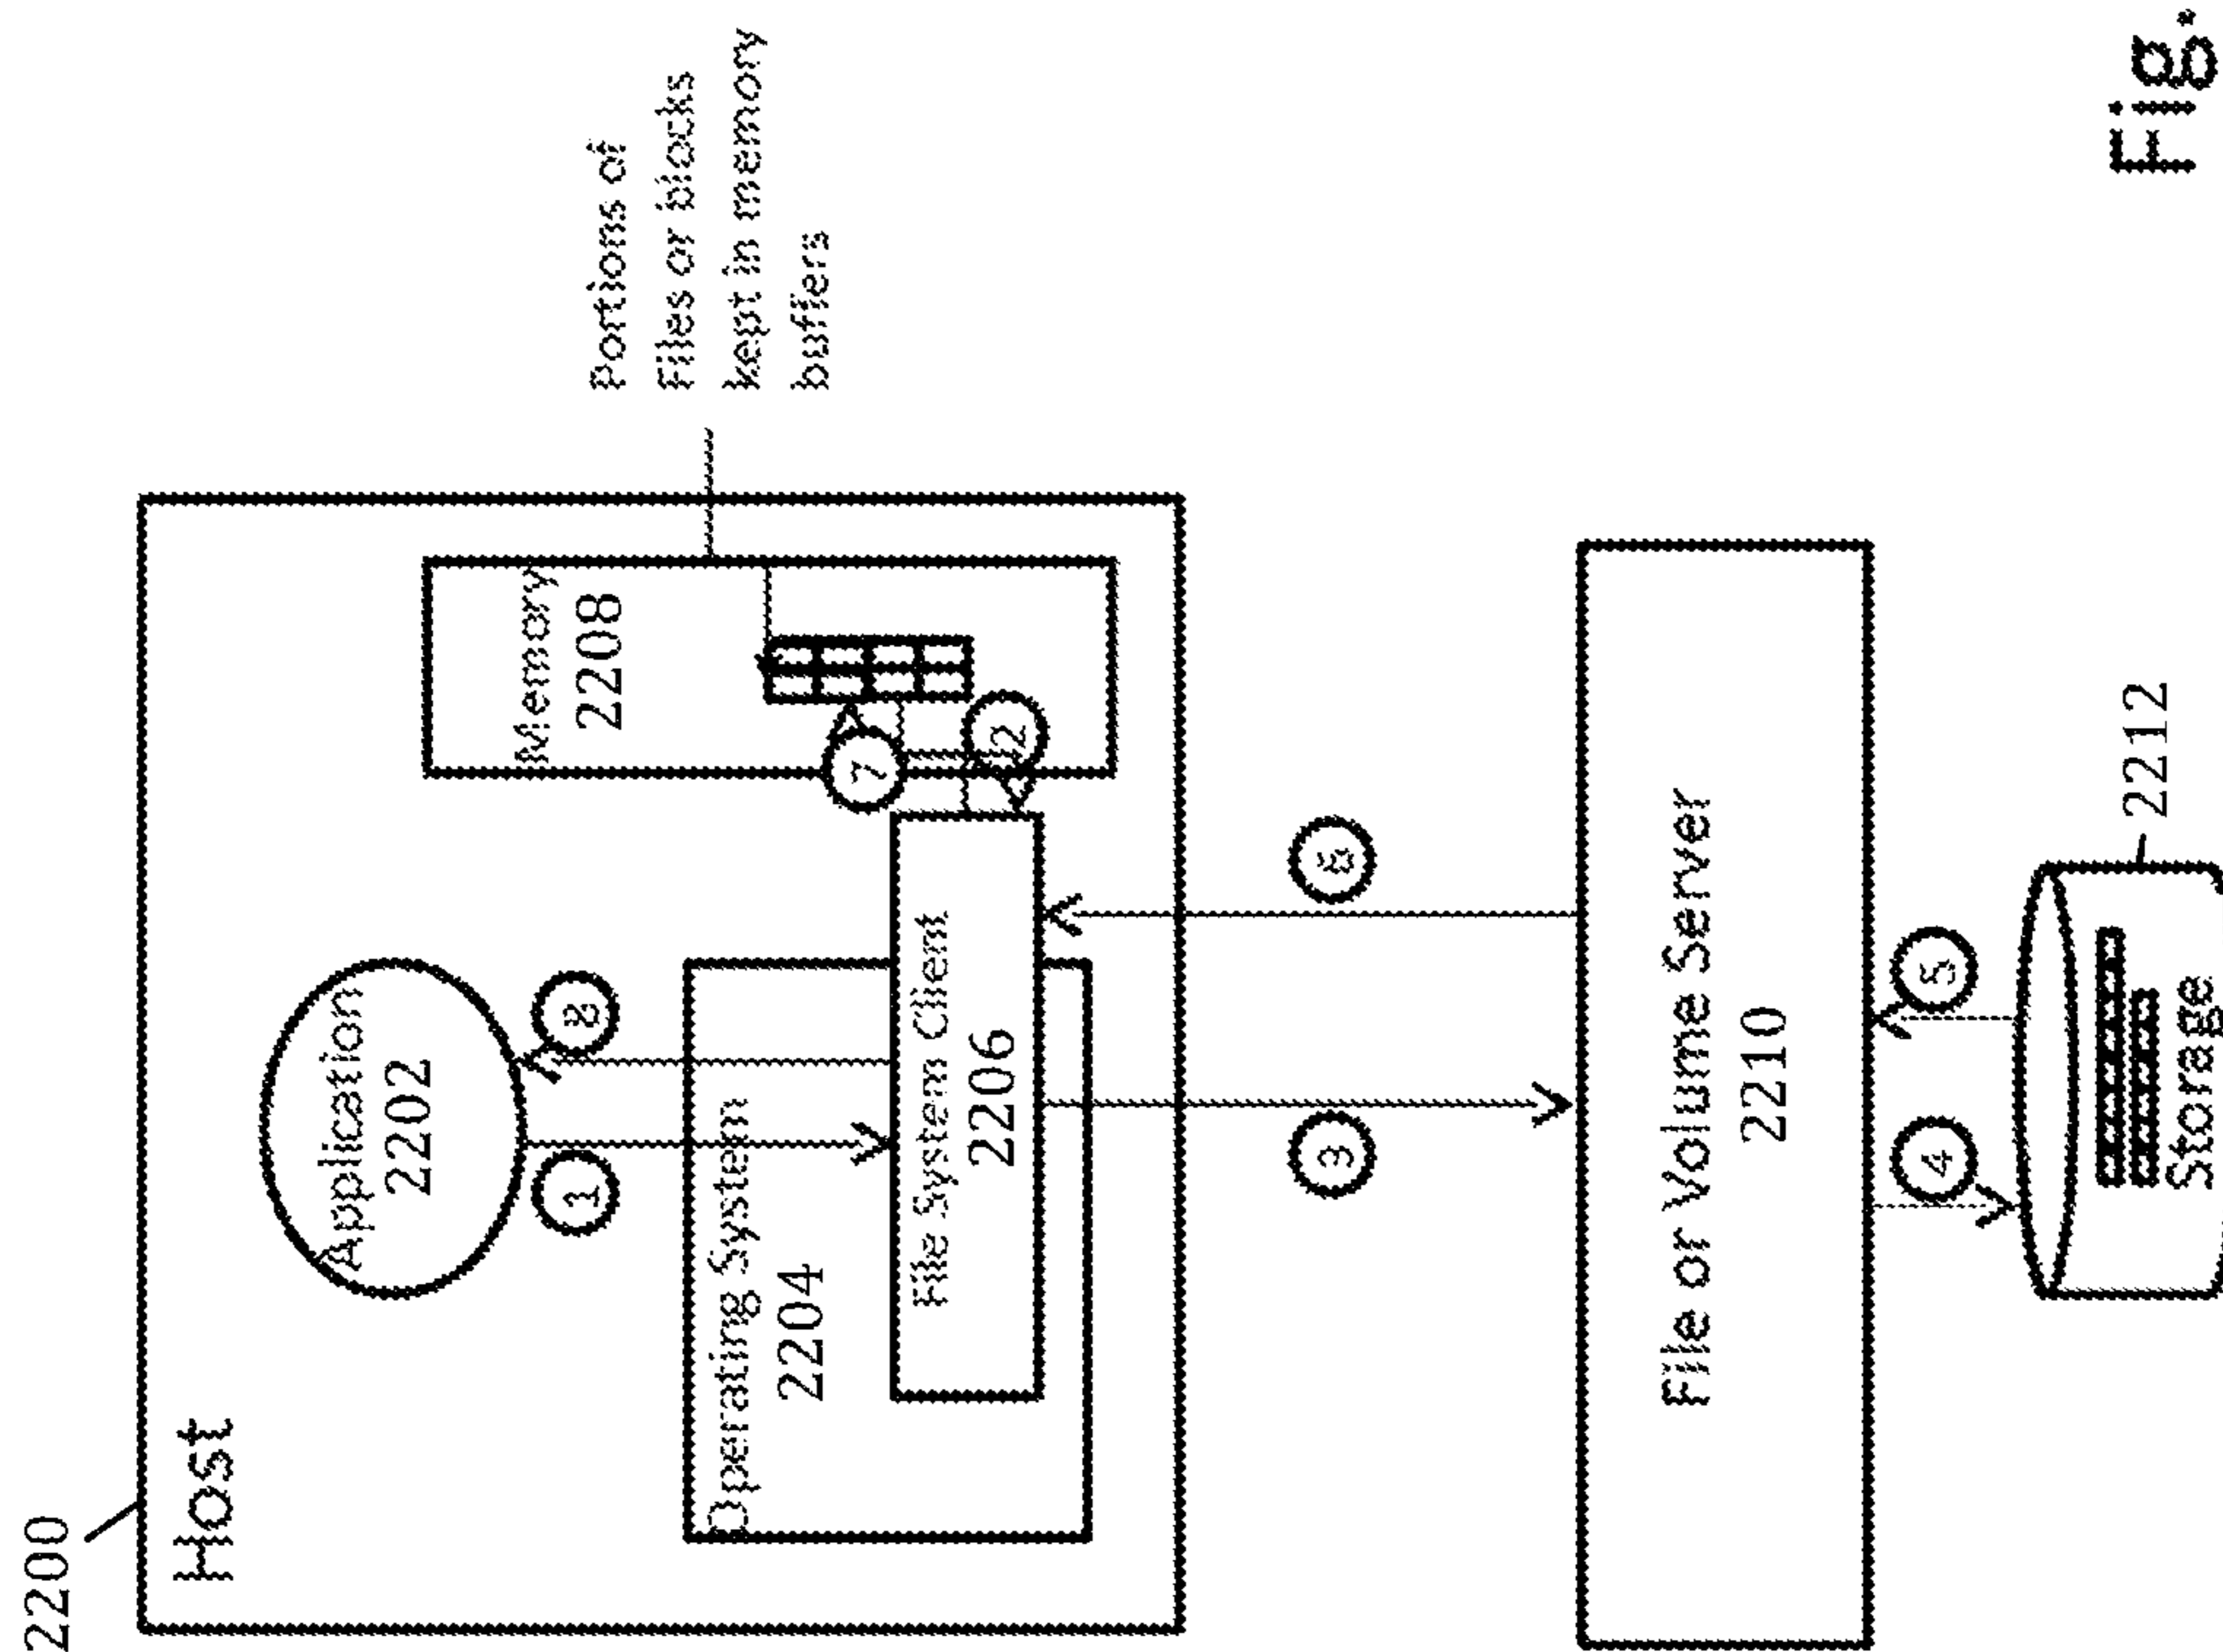 2200
Host
Application
2202
1
8
Operating System
2204
File System Client
2206
Memory
2208
7
2
Portions of
Files or blocks
kept in memory
buffers
3
6
File or Volume Server
2210
4
5
Storage
2212
Fig.